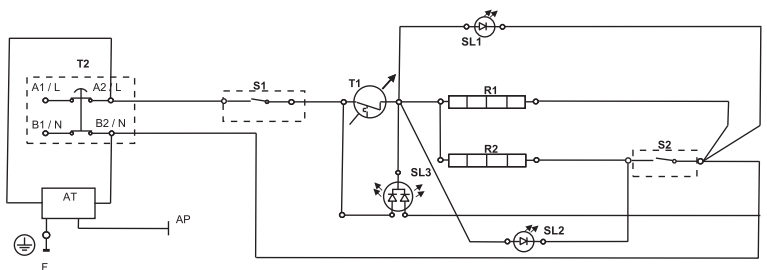 SL1
T2
A1 / L
A2 / L
S1
T1
R1
B1 / N
B2 / N
R2
S2
SL3
AT
AP
SL2
E